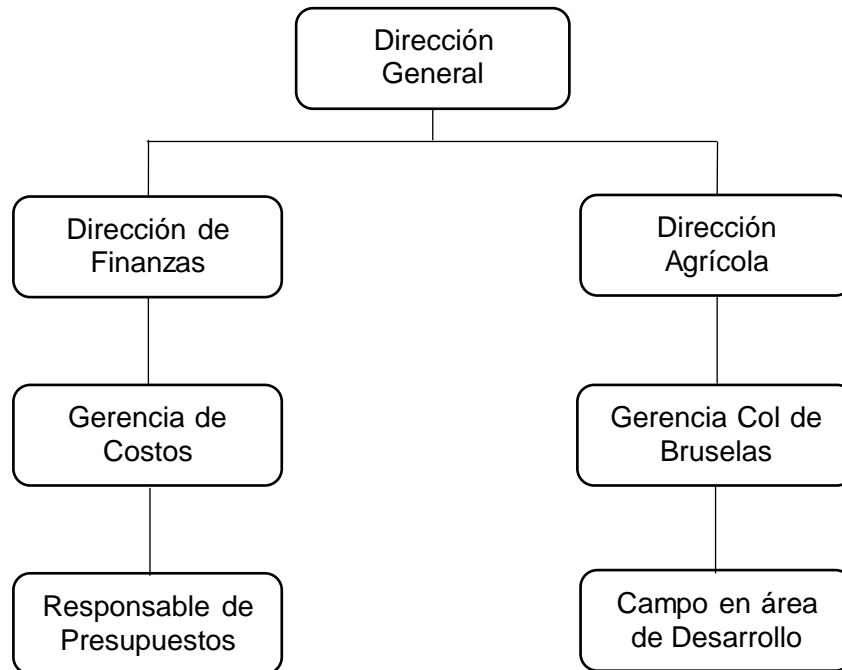 Dirección
General
Dirección de
Finanzas
Dirección
Agrícola
Gerencia de
Costos
Gerencia Col de
Bruselas
Responsable de
Presupuestos
Campo en área
de Desarrollo